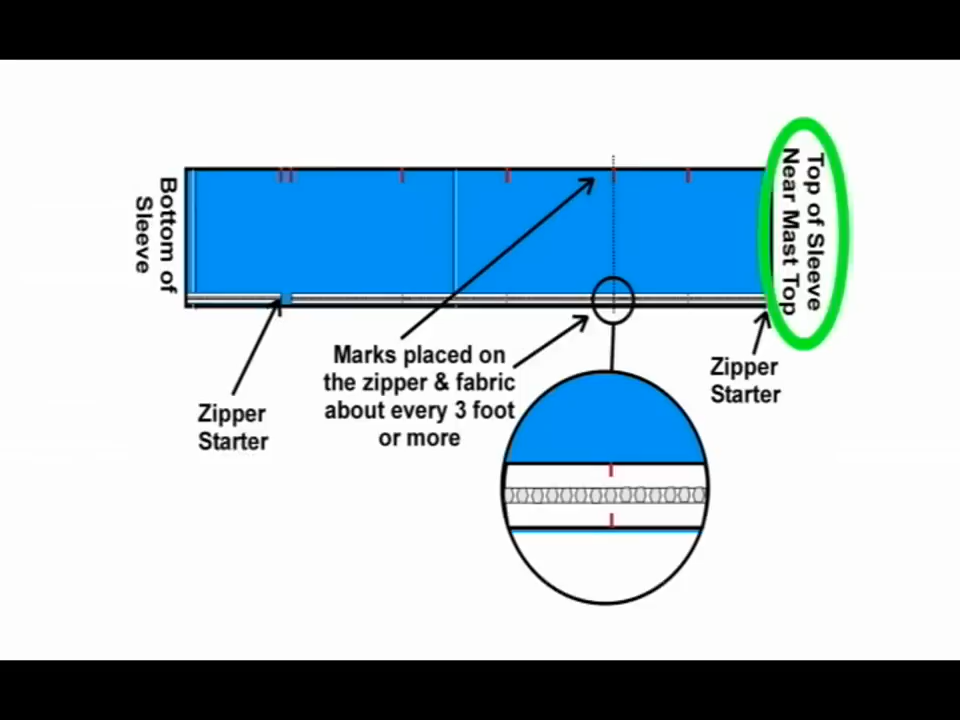 Bottom of
Sleeve
Top of Sleeve
Near Mast Top
Marks placed on
the zipper & fabric
about every 3 foot
or more
Zipper
Starter
Zipper
Starter